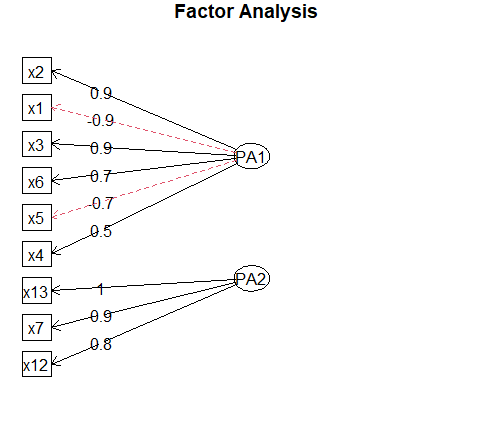 Factor Analysis
x2
0.9
x1
-0.9
x3
0.9
PA1
x6
0.7
x5
-0.7
x4
0.5
x13
1
PA2
x7
0.9
x12
0.8